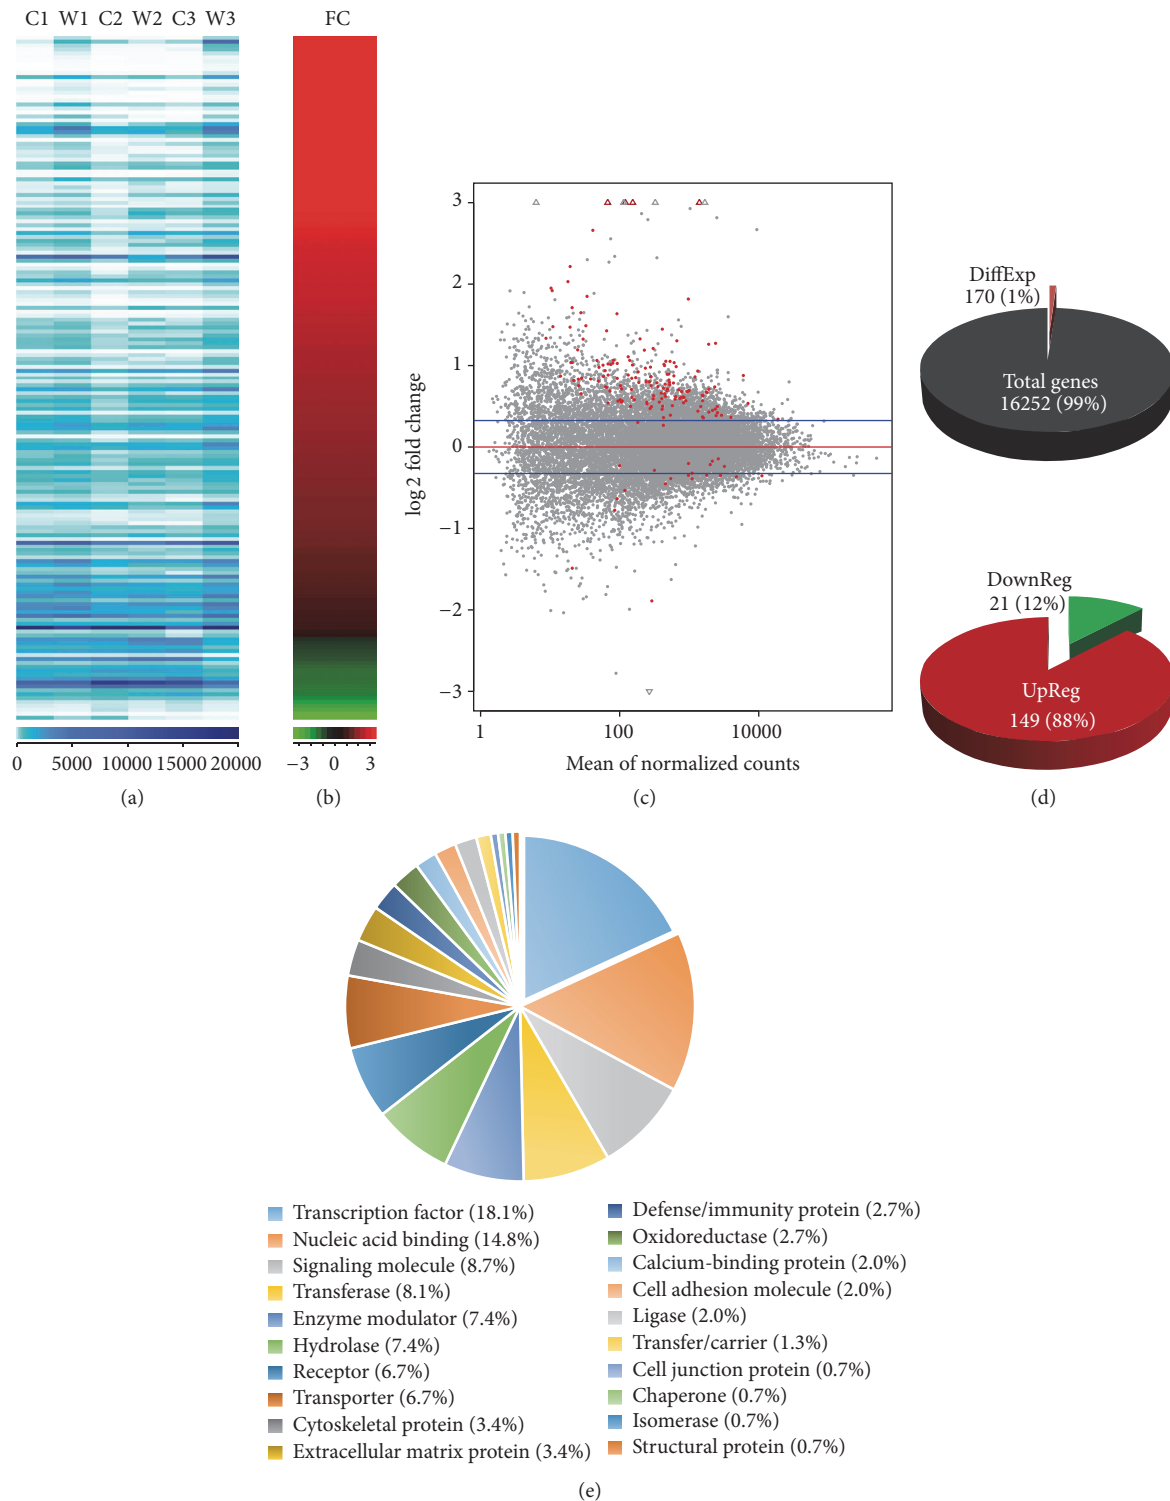 C1 W1 C2 W2 C3 W3
0 5000 10000 15000 20000
(a)
FC
−3 0 3
(b)
log2 fold change
3
2
1
0
−1
−2
−3
1 100 10000
Mean of normalized counts
(c)
DiffExp
170 (1%)
Total genes
16252 (99%)
DownReg
21 (12%)
UpReg
149 (88%)
(d)
Transcription factor (18.1%)
Nucleic acid binding (14.8%)
Signaling molecule (8.7%)
Transferase (8.1%)
Enzyme modulator (7.4%)
Hydrolase (7.4%)
Receptor (6.7%)
Transporter (6.7%)
Cytoskeletal protein (3.4%)
Extracellular matrix protein (3.4%)
Defense/immunity protein (2.7%)
Oxidoreductase (2.7%)
Calcium-binding protein (2.0%)
Cell adhesion molecule (2.0%)
Ligase (2.0%)
Transfer/carrier (1.3%)
Cell junction protein (0.7%)
Chaperone (0.7%)
Isomerase (0.7%)
Structural protein (0.7%)
(e)